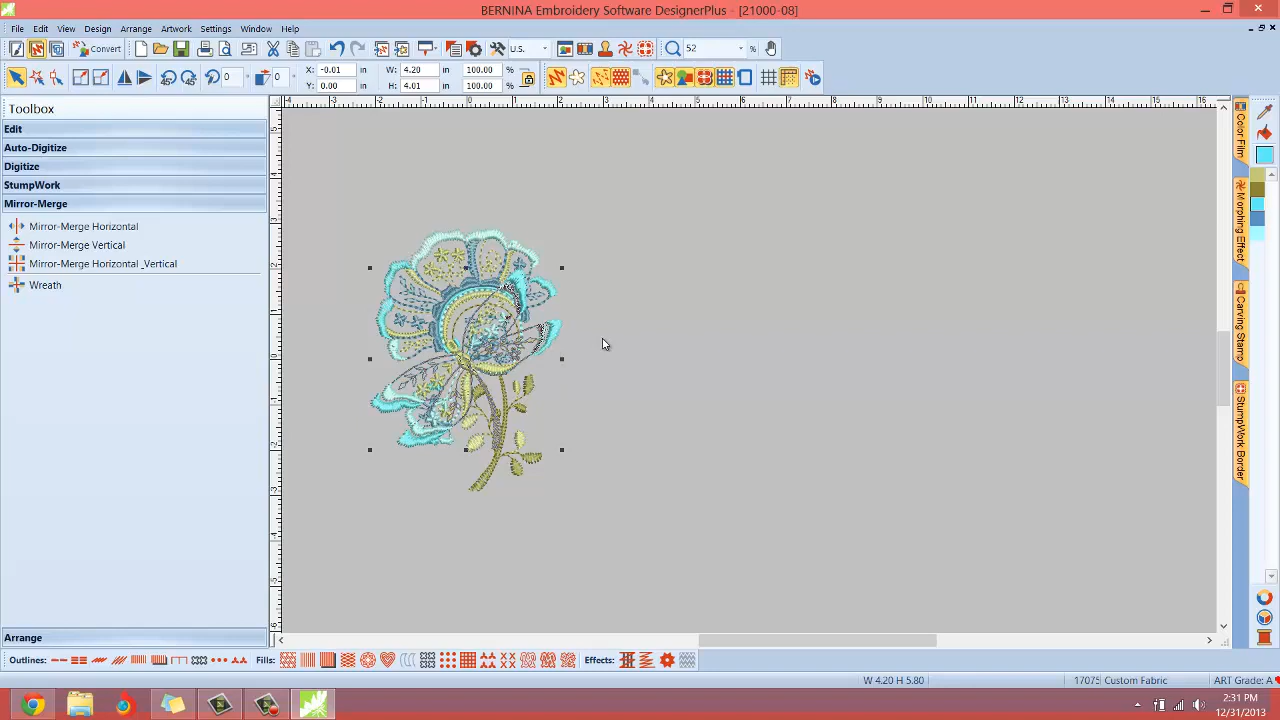 BERNINA Embroidery Software DesignerPlus - [21000-08]
File Edit View Design Arrange Artwork Settings Window Help
Convert U.S. 52 %
0 0 X: -0.01 in W: 4.20 in 100.00 %
Y: 0.00 in H: 4.01 in 100.00 %
Toolbox
Edit
Auto-Digitize
Digitize
StumpWork
Mirror-Merge
Mirror-Merge Horizontal
Mirror-Merge Vertical
Mirror-Merge Horizontal _Vertical
Wreath
Arrange
Color Film
Morphing Effect
Carving Stamp
StumpWork Border
Outlines: Fills: Effects:
W 4.20 H 5.80 17075 Custom Fabric ART Grade: A
2:31 PM
12/31/2013